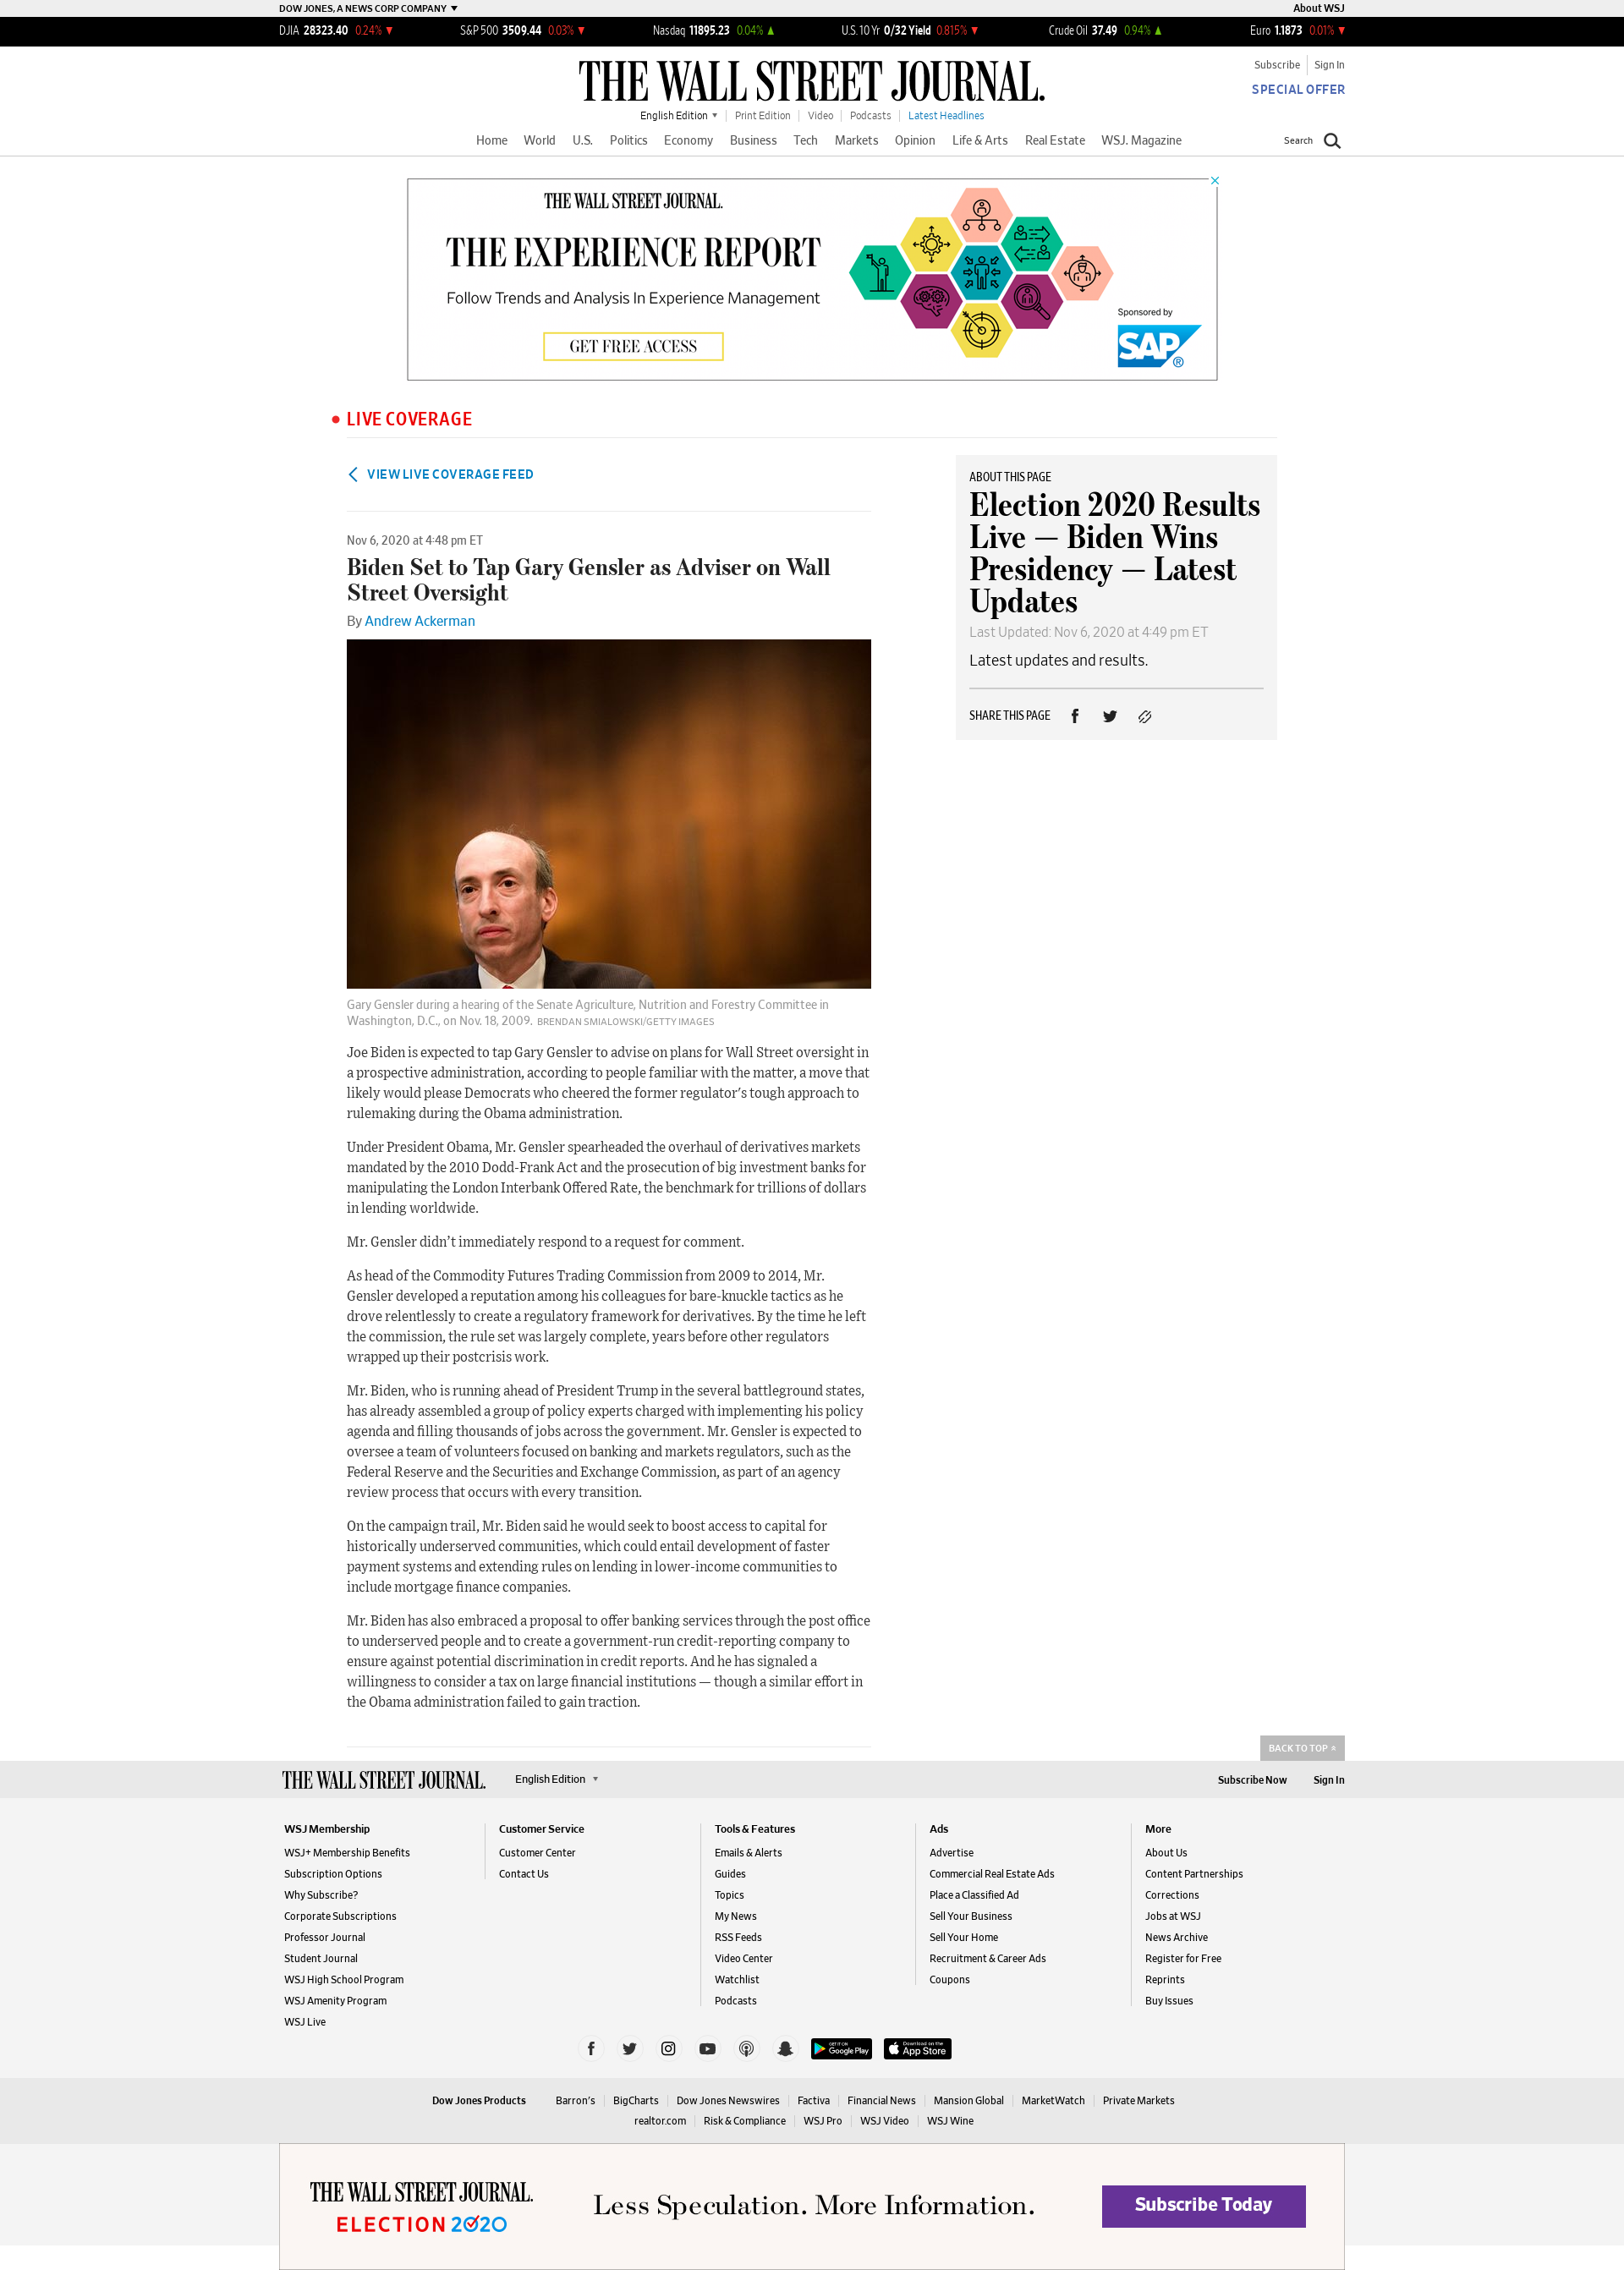 DOW JONES, A NEWS CORP COMPANY
About WSJ
DJIA 28323.40 0.24%
S&P 500 3509.44 0.03%
Nasdaq 11895.23 0.04%
U.S. 10 Yr 0/32 Yield 0.815%
Crude Oil 37.49 0.94%
Euro 1.1873 0.01%
THE WALL STREET JOURNAL.
Subscribe
Sign In
SPECIAL OFFER
English Edition
Print Edition
Video
Podcasts
Latest Headlines
Home World U.S. Politics Economy Business Tech Markets Opinion Life & Arts Real Estate WSJ. Magazine
Search
THE WALL STREET JOURNAL.
THE EXPERIENCE REPORT
Follow Trends and Analysis In Experience Management
GET FREE ACCESS
Sponsored by
SAP®
LIVE COVERAGE
VIEW LIVE COVERAGE FEED
Nov 6, 2020 at 4:48 pm ET
Biden Set to Tap Gary Gensler as Adviser on Wall
Street Oversight
By Andrew Ackerman
Gary Gensler during a hearing of the Senate Agriculture, Nutrition and Forestry Committee in
Washington, D.C., on Nov. 18, 2009. BRENDAN SMIALOWSKI/GETTY IMAGES
Joe Biden is expected to tap Gary Gensler to advise on plans for Wall Street oversight in
a prospective administration, according to people familiar with the matter, a move that
likely would please Democrats who cheered the former regulator's tough approach to
rulemaking during the Obama administration.
Under President Obama, Mr. Gensler spearheaded the overhaul of derivatives markets
mandated by the 2010 Dodd-Frank Act and the prosecution of big investment banks for
manipulating the London Interbank Offered Rate, the benchmark for trillions of dollars
in lending worldwide.
Mr. Gensler didn't immediately respond to a request for comment.
As head of the Commodity Futures Trading Commission from 2009 to 2014, Mr.
Gensler developed a reputation among his colleagues for bare-knuckle tactics as he
drove relentlessly to create a regulatory framework for derivatives. By the time he left
the commission, the rule set was largely complete, years before other regulators
wrapped up their postcrisis work.
Mr. Biden, who is running ahead of President Trump in the several battleground states,
has already assembled a group of policy experts charged with implementing his policy
agenda and filling thousands of jobs across the government. Mr. Gensler is expected to
oversee a team of volunteers focused on banking and markets regulators, such as the
Federal Reserve and the Securities and Exchange Commission, as part of an agency
review process that occurs with every transition.
On the campaign trail, Mr. Biden said he would seek to boost access to capital for
historically underserved communities, which could entail development of faster
payment systems and extending rules on lending in lower-income communities to
include mortgage finance companies.
Mr. Biden has also embraced a proposal to offer banking services through the post office
to underserved people and to create a government-run credit-reporting company to
ensure against potential discrimination in credit reports. And he has signaled a
willingness to consider a tax on large financial institutions — though a similar effort in
the Obama administration failed to gain traction.
ABOUT THIS PAGE
Election 2020 Results
Live — Biden Wins
Presidency — Latest
Updates
Last Updated: Nov 6, 2020 at 4:49 pm ET
Latest updates and results.
SHARE THIS PAGE
BACK TO TOP
THE WALL STREET JOURNAL.
English Edition
Subscribe Now
Sign In
WSJ Membership
WSJ+ Membership Benefits
Subscription Options
Why Subscribe?
Corporate Subscriptions
Professor Journal
Student Journal
WSJ High School Program
WSJ Amenity Program
WSJ Live
Customer Service
Customer Center
Contact Us
Tools & Features
Emails & Alerts
Guides
Topics
My News
RSS Feeds
Video Center
Watchlist
Podcasts
Ads
Advertise
Commercial Real Estate Ads
Place a Classified Ad
Sell Your Business
Sell Your Home
Recruitment & Career Ads
Coupons
More
About Us
Content Partnerships
Corrections
Jobs at WSJ
News Archive
Register for Free
Reprints
Buy Issues
GET IT ON
Google Play
Download on the
App Store
Dow Jones Products
Barron's BigCharts Dow Jones Newswires Factiva Financial News Mansion Global MarketWatch Private Markets
realtor.com Risk & Compliance WSJ Pro WSJ Video WSJ Wine
THE WALL STREET JOURNAL.
ELECTION 2020
Less Speculation. More Information.
Subscribe Today